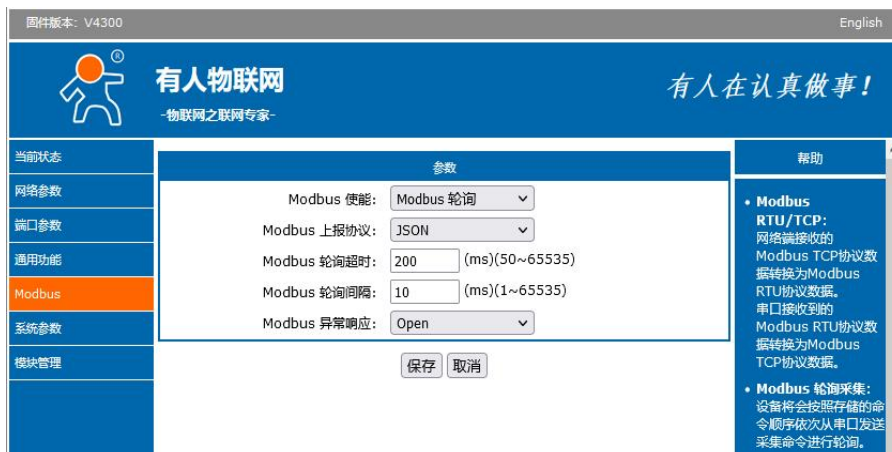 固件版本: V4300
English
®
有人物联网
-物联网之联网专家-
有人在认真做事!
当前状态
网络参数
端口参数
通用功能
Modbus
系统参数
模块管理
参数
Modbus 使能: Modbus 轮询
Modbus 上报协议: JSON
Modbus 轮询超时: 200 (ms)(50~65535)
Modbus 轮询间隔: 10 (ms)(1~65535)
Modbus 异常响应: Open
保存 取消
帮助
• Modbus
RTU/TCP:
网络端接收的
Modbus TCP协议数
据转换为Modbus
RTU协议数据。
串口接收到的
Modbus RTU协议数
据转换为Modbus
TCP协议数据。
• Modbus 轮询采集:
设备将会按照存储的命
令顺序依次从串口发送
采集命令进行轮询。